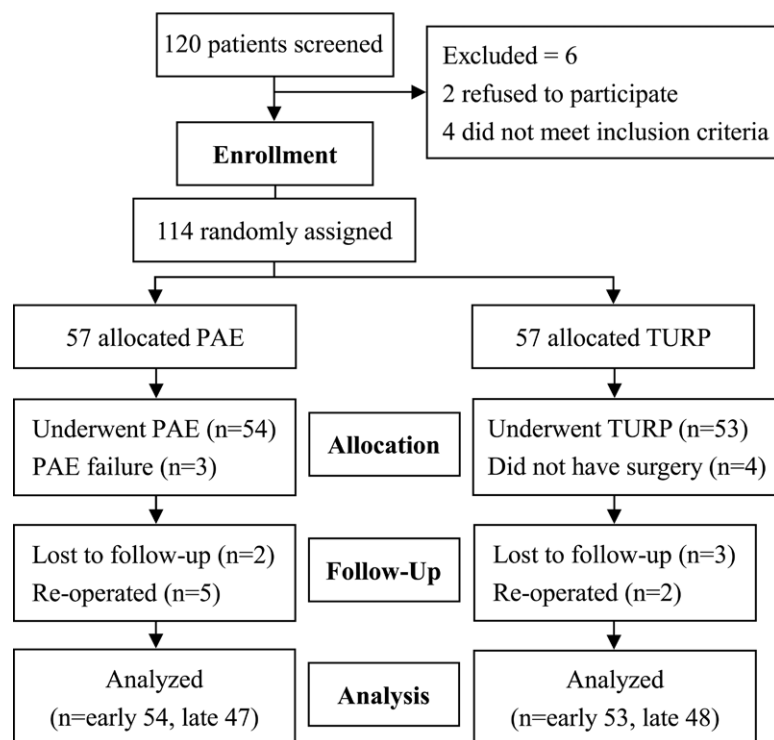 120 patients screened
Excluded = 6
2 refused to participate
4 did not meet inclusion criteria
Enrollment
114 randomly assigned
57 allocated PAE
57 allocated TURP
Underwent PAE (n=54)
PAE failure (n=3)
Allocation
Underwent TURP (n=53)
Did not have surgery (n=4)
Lost to follow-up (n=2)
Re-operated (n=5)
Follow-Up
Lost to follow-up (n=3)
Re-operated (n=2)
Analyzed
(n=early 54, late 47)
Analysis
Analyzed
(n=early 53, late 48)